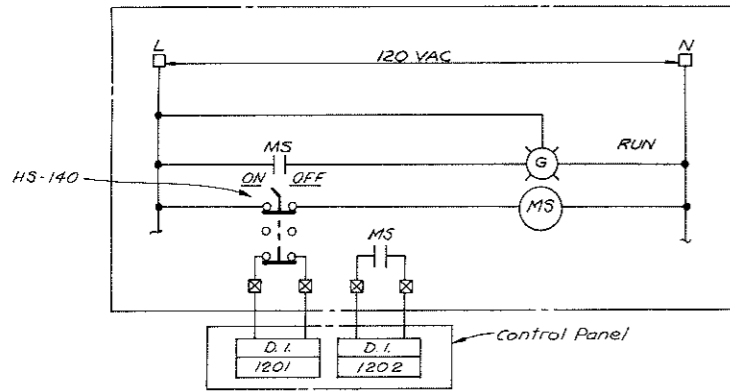 L
N
120 VAC
MS
G
RUN
HS-140
ON OFF
MS
MS
Control Panel
D.I.
1201
D.I.
1202